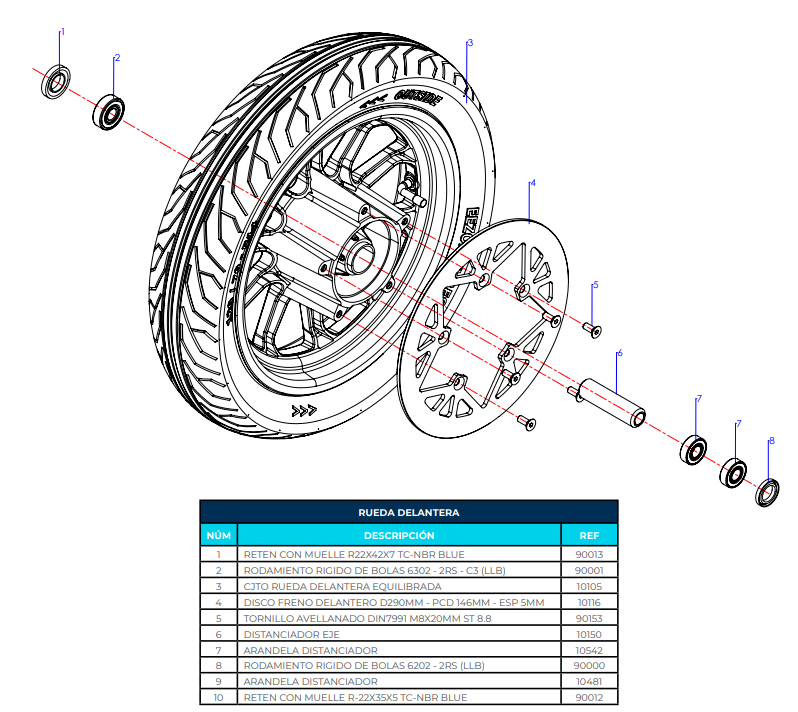 1
2
3
OUTSIDE
4
5
6
7
7
8
RUEDA DELANTERA
NÚM DESCRIPCIÓN REF
1 RETEN CON MUELLE R22X42X7 TC-NBR BLUE 90013
2 RODAMIENTO RIGIDO DE BOLAS 6302 - 2RS - C3 (LLB) 90001
3 CJTO RUEDA DELANTERA EQUILIBRADA 10105
4 DISCO FRENO DELANTERO D290MM - PCD 146MM - ESP 5MM 10116
5 TORNILLO AVELLANADO DIN7991 M8X20MM ST 8.8 90153
6 DISTANCIADOR EJE 10150
7 ARANDELA DISTANCIADOR 10542
8 RODAMIENTO RIGIDO DE BOLAS 6202 - 2RS (LLB) 90000
9 ARANDELA DISTANCIADOR 10481
10 RETEN CON MUELLE R-22X35X5 TC-NBR BLUE 90012